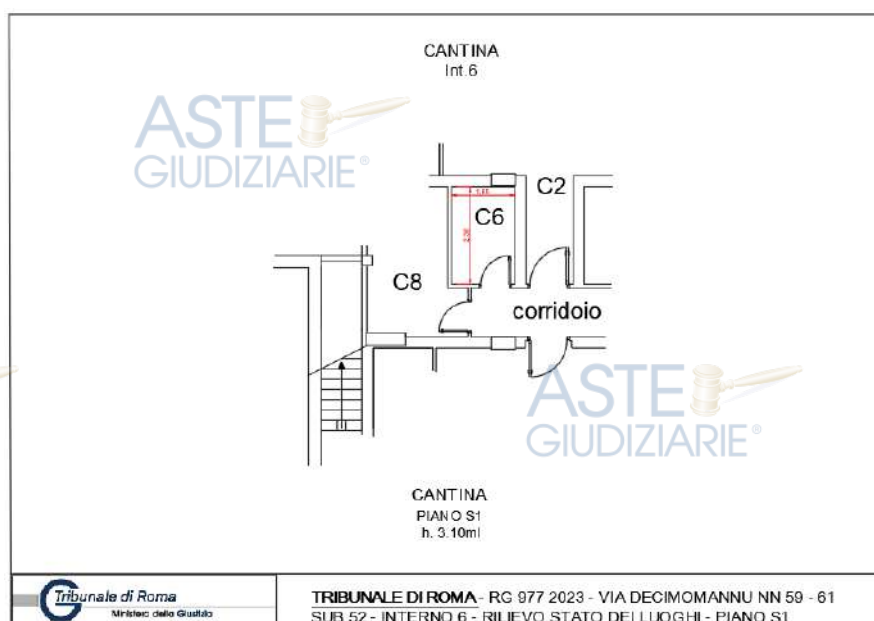 CANTINA
Int.6
ASTE
GIUDIZIARIE®
C2
C6
C8
corridoio
ASTE
GIUDIZIARIE®
CANTINA
PIANO S1
h. 3.10ml
Tribunale di Roma
Ministero della Giustizia
TRIBUNALE DI ROMA - RG 977 2023 - VIA DECIMOMANNU NN 59 - 61
SUB 52 - INTERNO 6 - RILIEVO STATO DEI LUOGHI - PIANO S1